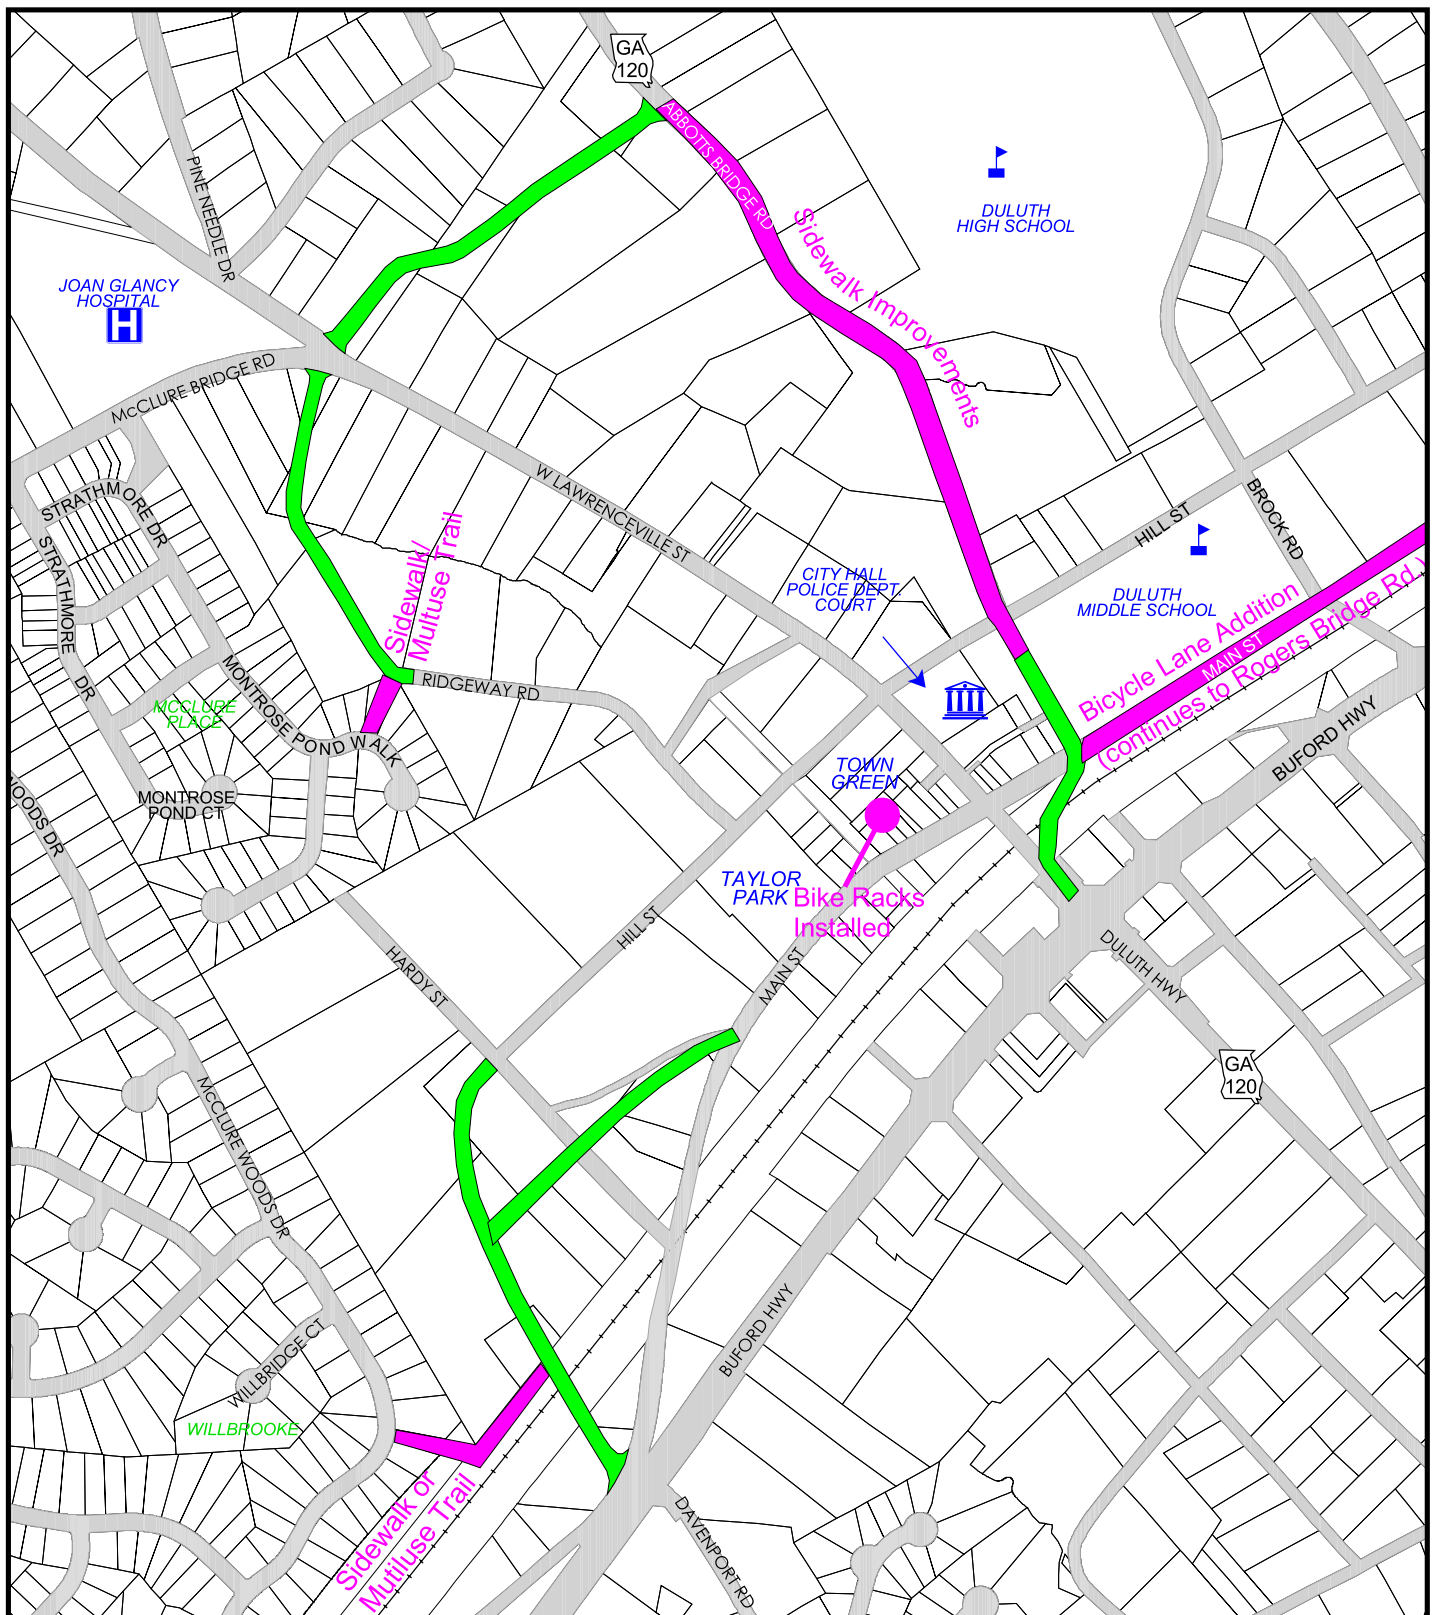 GA
120
ABBOTTS BRIDGE RD
PINE NEEDLE DR
DULUTH
HIGH SCHOOL
Sidewalk Improvements
JOAN GLANCY
HOSPITAL
H
McCLURE BRIDGE RD
W LAWRENCEVILLE ST
STRATHMORE DR
STRATHMORE DR
BROCK RD
HILL ST
Sidewalk/
Multuse Trail
CITY HALL
POLICE DEPT.
COURT
DULUTH
MIDDLE SCHOOL
Bicycle Lane Addition
MAIN ST
(continues to Rogers Bridge Rd.)
RIDGEWAY RD
MONTROSE POND WALK
MCCLURE
PLACE
BUFORD HWY
TOWN
GREEN
MONTROSE
POND CT
WOODS DR
TAYLOR
PARK
Bike Racks
Installed
HILL ST
HARDY ST
MAIN ST
DULUTH HWY
GA
120
McCLURE WOODS DR
BUFORD HWY
WILLBRIDGE CT
WILLBROOKE
Sidewalk or
Mutiluse Trail
DAVENPORT RD